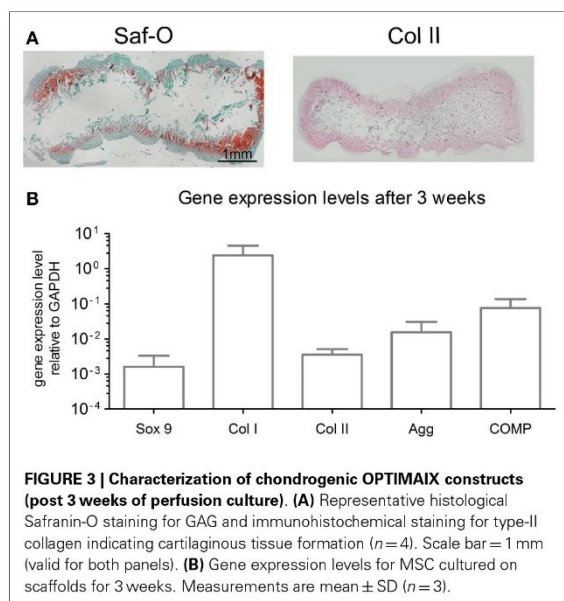 A
Saf-O
Col II
1mm
B
Gene expression levels after 3 weeks
gene expression level
relative to GAPDH
10¹
10⁰
10⁻¹
10⁻²
10⁻³
10⁻⁴
Sox 9
Col I
Col II
Agg
COMP
FIGURE 3 | Characterization of chondrogenic OPTIMAIX constructs
(post 3 weeks of perfusion culture). (A) Representative histological
Safranin-O staining for GAG and immunohistochemical staining for type-II
collagen indicating cartilaginous tissue formation (n = 4). Scale bar = 1 mm
(valid for both panels). (B) Gene expression levels for MSC cultured on
scaffolds for 3 weeks. Measurements are mean ± SD (n = 3).